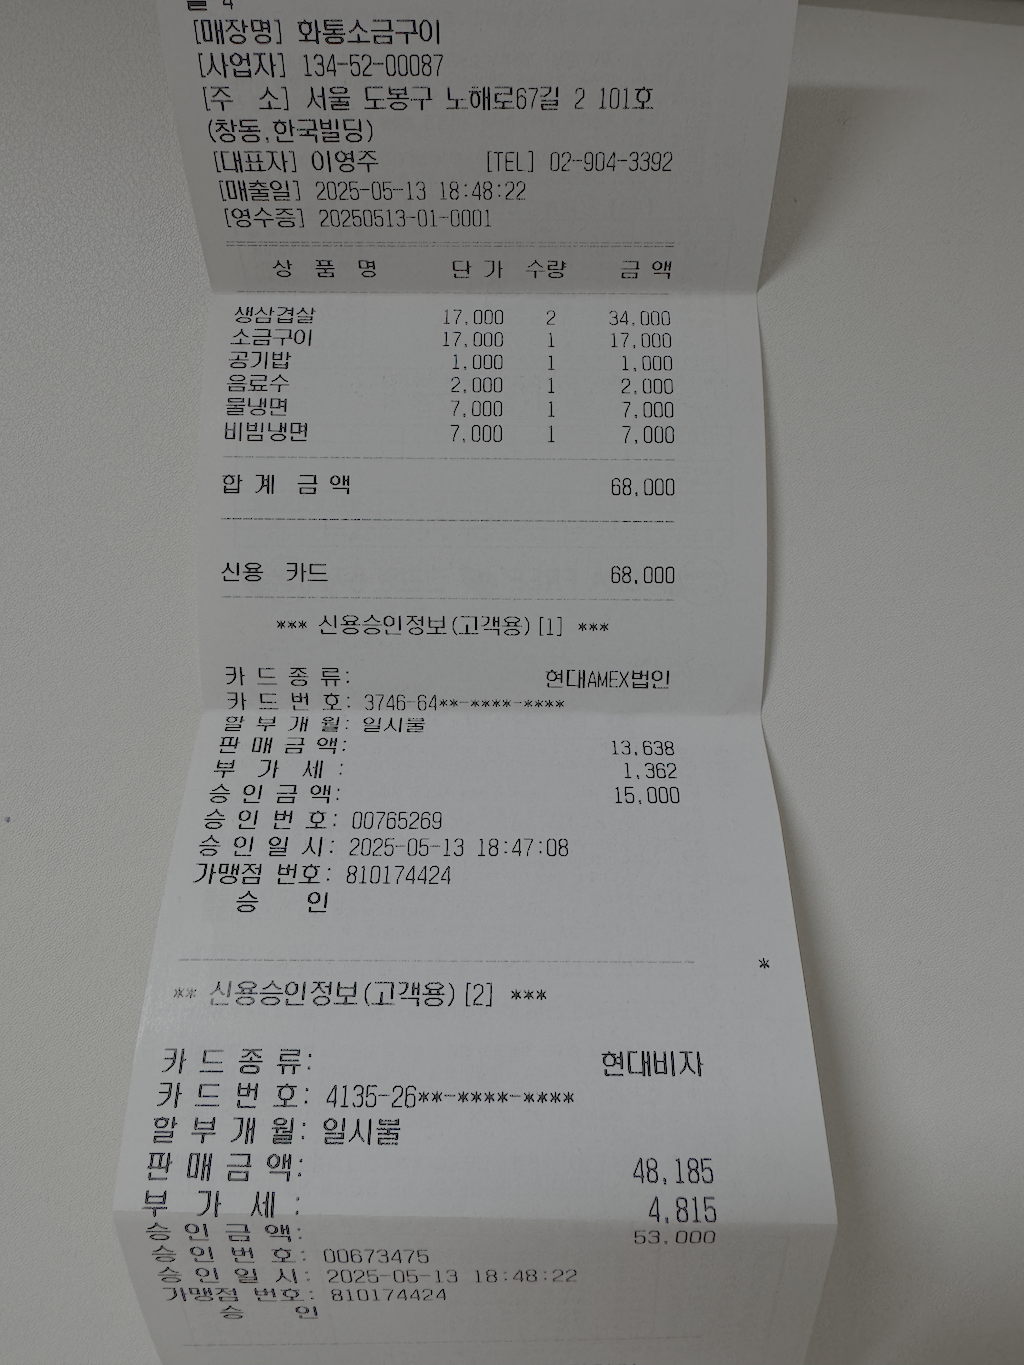 [매장명] 화통소금구이
[사업자] 134-52-00087
[주 소] 서울 도봉구 노해로67길 2 101호
(창동,한국빌딩)
[대표자] 이영주 [TEL] 02-904-3392
[매출일] 2025-05-13 18:48:22
[영수증] 20250513-01-0001
상 품 명 단 가 수량 금 액
생삼겹살 17,000 2 34,000
소금구이 17,000 1 17,000
공기밥 1,000 1 1,000
음료수 2,000 1 2,000
물냉면 7,000 1 7,000
비빔냉면 7,000 1 7,000
합 계 금 액 68,000
신용 카드 68,000
*** 신용승인정보(고객용)[1] ***
카 드 종 류: 현대AMEX법인
카 드 번 호: 3746-64**-****-****
할 부 개 월: 일시불
판 매 금 액: 13,638
부 가 세 : 1,362
승 인 금 액: 15,000
승 인 번 호: 00765269
승 인 일 시: 2025-05-13 18:47:08
가맹점 번호: 810174424
승 인
*
** 신용승인정보(고객용)[2] ***
카 드 종 류: 현대비자
카 드 번 호: 4135-26**-****-****
할 부 개 월: 일시불
판 매 금 액: 48,185
부 가 세 : 4,815
승 인 금 액: 53,000
승 인 번 호: 00673475
승 인 일 시: 2025-05-13 18:48:22
가맹점 번호: 810174424
승 인